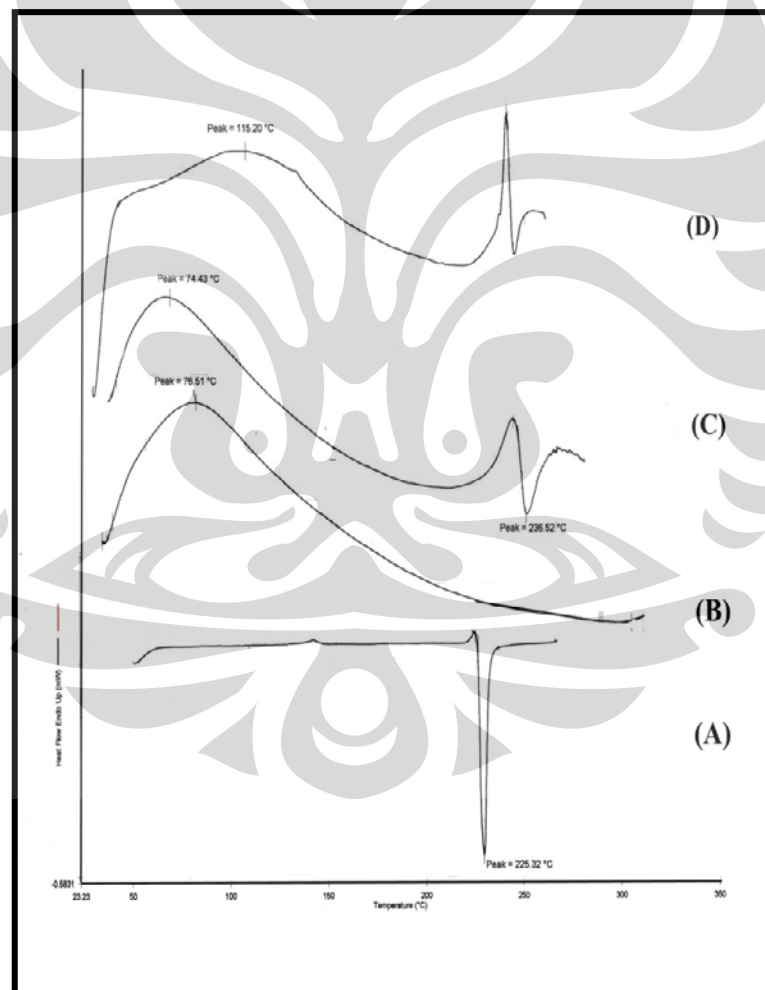 Peak = 115.20 °C
(D)
Peak = 74.43 °C
Peak = 76.51 °C
(C)
Peak = 236.52 °C
(B)
(A)
Heat Flow Endo Up (mW)
Peak = 225.32 °C
-0.5831
23.23 50 100 150 200 250 300 350
Temperature (°C)